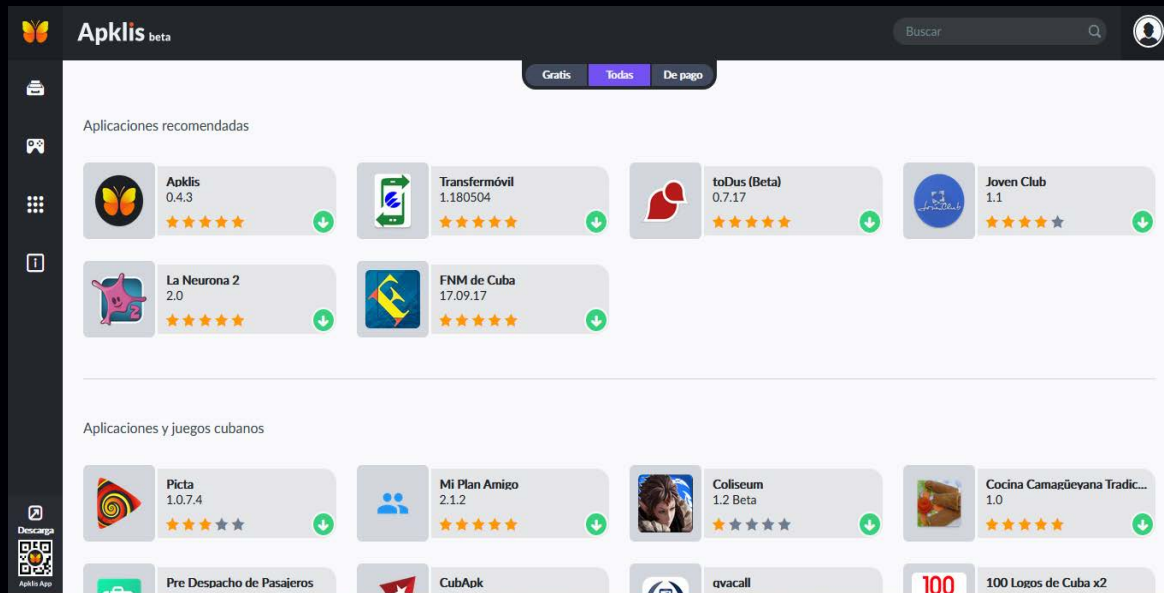 Apklis beta
Buscar
Gratis Todas De pago
Aplicaciones recomendadas
Apklis
0.4.3
Transfermóvil
1.180504
toDus (Beta)
0.7.17
Joven Club
1.1
La Neurona 2
2.0
FNM de Cuba
17.09.17
Aplicaciones y juegos cubanos
Picta
1.0.7.4
Mi Plan Amigo
2.1.2
Coliseum
1.2 Beta
Cocina Camagüeyana Tradic...
1.0
Pre Despacho de Pasajeros
CubApk
qvacall
100
100 Logos de Cuba x2
Descarga
Apklis App